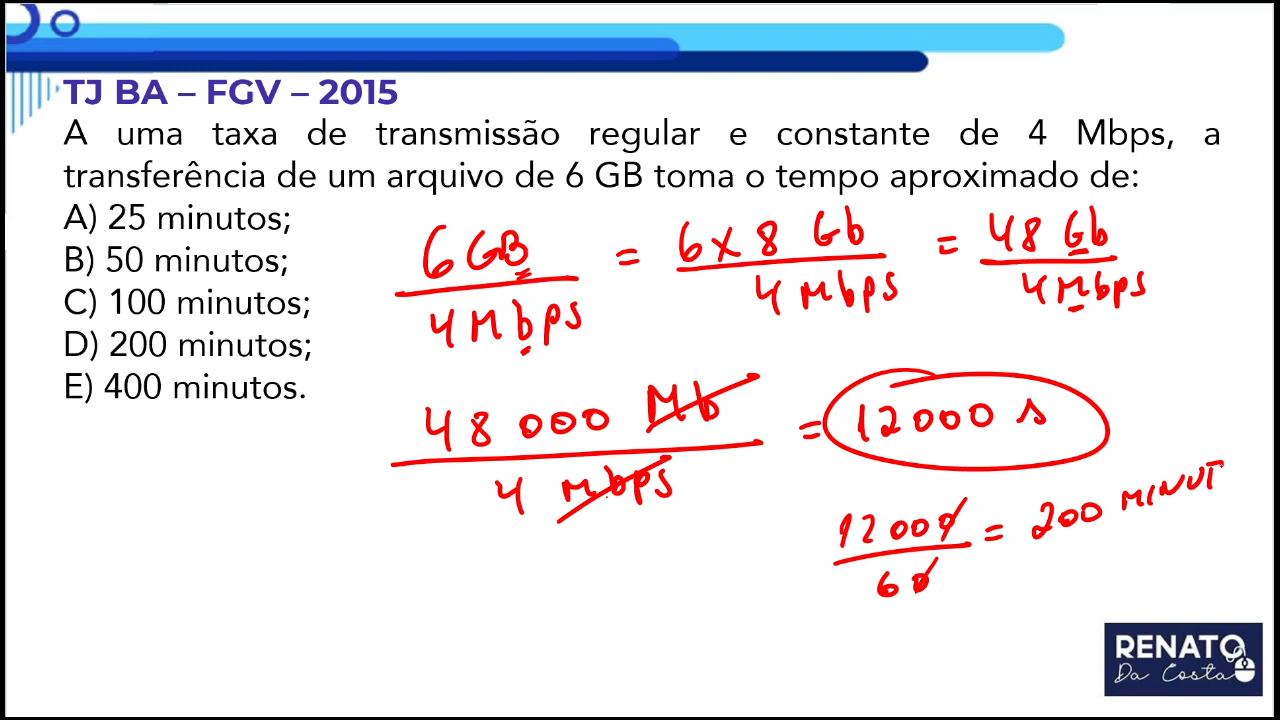 TJ BA – FGV – 2015
A uma taxa de transmissão regular e constante de 4 Mbps, a
transferência de um arquivo de 6 GB toma o tempo aproximado de:
A) 25 minutos;
B) 50 minutos;
C) 100 minutos;
D) 200 minutos;
E) 400 minutos.
6 GB = 6 x 8 Gb = 48 Gb
4 Mbps 4 Mbps 4 Mbps
48 000 Mb = 12000 s
4 Mbps
12000 = 200 MINUT
60
RENATO
Da Costa